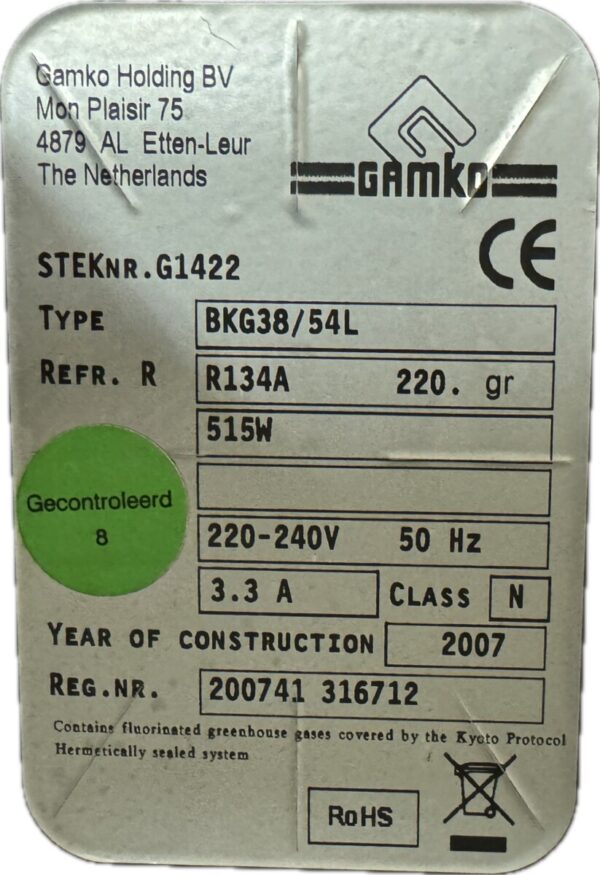 Gamko Holding BV
Mon Plaisir 75
4879 AL Etten-Leur
The Netherlands
GAMKO
CE
STEKNR.G1422
TYPE BKG38/54L
REFR. R R134A 220. gr
515W
Gecontroleerd
8
220-240V 50 Hz
3.3 A CLASS N
YEAR OF CONSTRUCTION 2007
REG.NR. 200741 316712
Contains fluorinated greenhouse gases covered by the Kyoto Protocol
Hermetically sealed system
RoHS